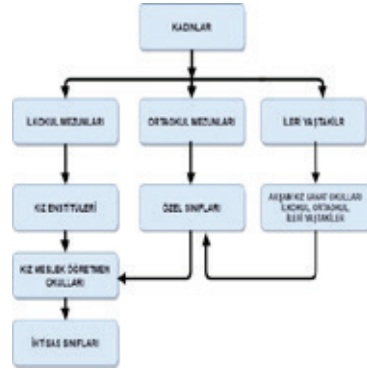 KADINLAR
İLKOKUL MEZUNLARI
ORTAOKUL MEZUNLARI
İLERİ YAŞTAKİLR
KIZ ENSTİTÜLERİ
ÖZEL SINIFLARI
AKŞAM KIZ SANAT OKULLARI
İLKOKUL, ORTAOKUL,
İLERİ YAŞTAKİLER
KIZ MESLEK ÖĞRETMEN
OKULLARI
İHTİSAS SINIFLARI